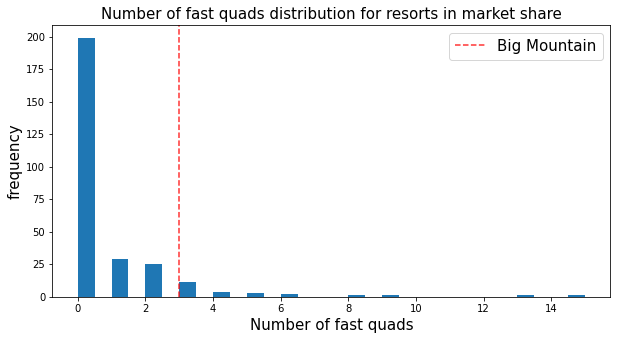 Number of fast quads distribution for resorts in market share
Big Mountain
frequency
200
175
150
125
100
75
50
25
0
0 2 4 6 8 10 12 14
Number of fast quads